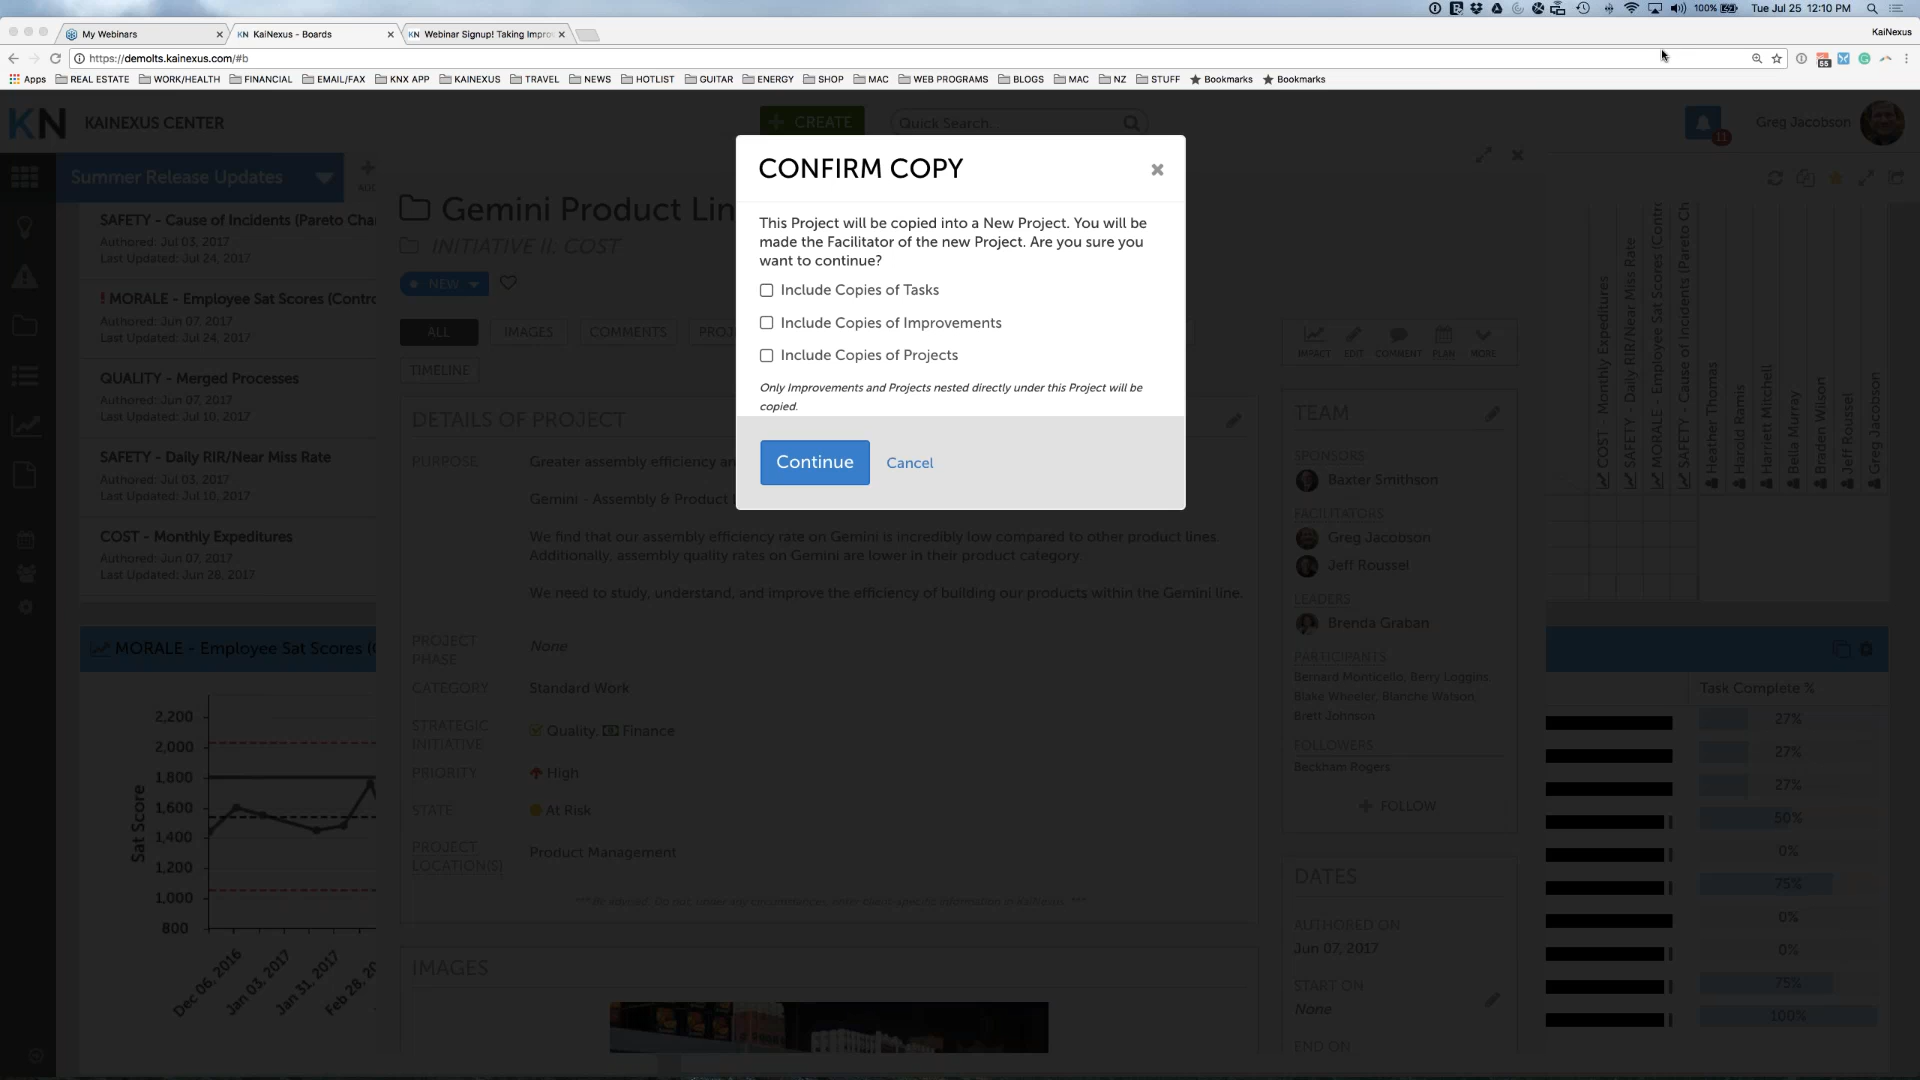 100%
Tue Jul 25 12:10 PM
My Webinars
KN KaiNexus - Boards
KN Webinar Signup! Taking Impro
KaiNexus
https://demolts.kainexus.com/#b
55
Apps REAL ESTATE WORK/HEALTH FINANCIAL EMAIL/FAX KNX APP KAINEXUS TRAVEL NEWS HOTLIST GUITAR ENERGY SHOP MAC WEB PROGRAMS BLOGS MAC NZ STUFF Bookmarks Bookmarks
KN KAINEXUS CENTER
CREATE
Quick Search...
11
Greg Jacobson
Summer Release Updates
SAFETY - Cause of Incidents (Pareto Cha
Authored: Jul 03, 2017
Last Updated: Jul 24, 2017
! MORALE - Employee Sat Scores (Contro
Authored: Jun 07, 2017
Last Updated: Jul 24, 2017
QUALITY - Merged Processes
Authored: Jun 07, 2017
Last Updated: Jul 10, 2017
SAFETY - Daily RIR/Near Miss Rate
Authored: Jul 03, 2017
Last Updated: Jul 10, 2017
COST - Monthly Expeditures
Authored: Jun 07, 2017
Last Updated: Jun 28, 2017
MORALE - Employee Sat Scores (
Sat Score
2,200
2,000
1,800
1,600
1,400
1,200
1,000
800
Dec 06, 2016
Jan 03, 2017
Jan 31, 2017
Feb 28, 20
Gemini Product Lin
INITIATIVE II: COST
NEW
ALL
IMAGES
COMMENTS
PROJ
TIMELINE
DETAILS OF PROJECT
PURPOSE
Greater assembly efficiency an
Gemini - Assembly & Product
We find that our assembly efficiency rate on Gemini is incredibly low compared to other product lines.
Additionally, assembly quality rates on Gemini are lower in their product category.
We need to study, understand, and improve the efficiency of building our products within the Gemini line.
PROJECT PHASE
None
CATEGORY
Standard Work
STRATEGIC INITIATIVE
Quality, Finance
PRIORITY
High
STATE
At Risk
PROJECT LOCATION(S)
Product Management
IMAGES
CONFIRM COPY
This Project will be copied into a New Project. You will be
made the Facilitator of the new Project. Are you sure you
want to continue?
Include Copies of Tasks
Include Copies of Improvements
Include Copies of Projects
Only Improvements and Projects nested directly under this Project will be
copied.
Continue
Cancel
IMPACT
EDIT
COMMENT
PLAN
MORE
TEAM
SPONSORS
Baxter Smithson
FACILITATORS
Greg Jacobson
Jeff Roussel
LEADERS
Brenda Graban
PARTICIPANTS
Bernard Monticello, Berry Loggins,
Blake Wheeler, Blanche Watson,
Brett Johnson
FOLLOWERS
Beckham Rogers
FOLLOW
DATES
AUTHORED ON
Jun 07, 2017
START ON
None
END ON
COST - Monthly Expeditures
SAFETY - Daily RIR/Near Miss Rate
MORALE - Employee Sat Scores (Contro
SAFETY - Cause of Incidents (Pareto Ch
Heather Thomas
Harold Ramis
Harriett Mitchell
Bella Murray
Braden Wilson
Jeff Roussel
Greg Jacobson
Task Complete %
27%
27%
27%
50%
0%
75%
0%
0%
75%
100%